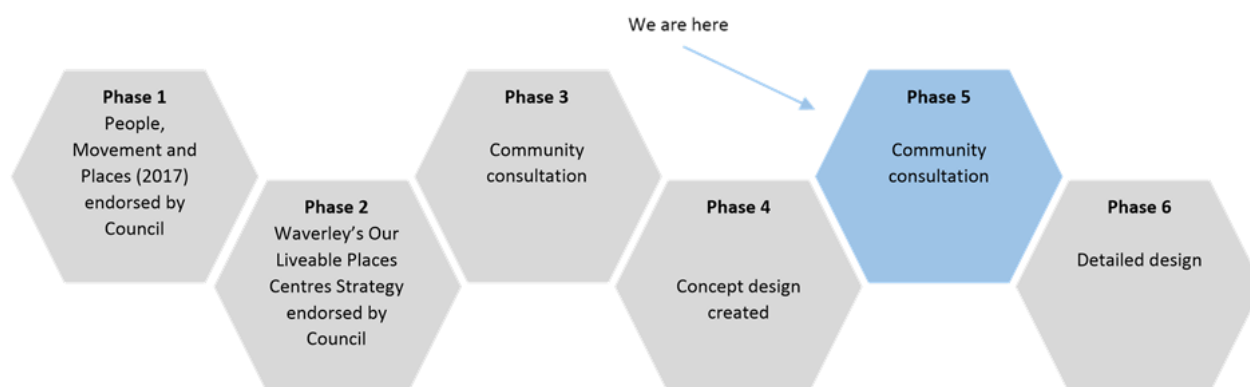 We are here
Phase 1
People,
Movement and
Places (2017)
endorsed by
Council
Phase 2
Waverley's Our
Liveable Places
Centres Strategy
endorsed by
Council
Phase 3
Community
consultation
Phase 4
Concept design
created
Phase 5
Community
consultation
Phase 6
Detailed design